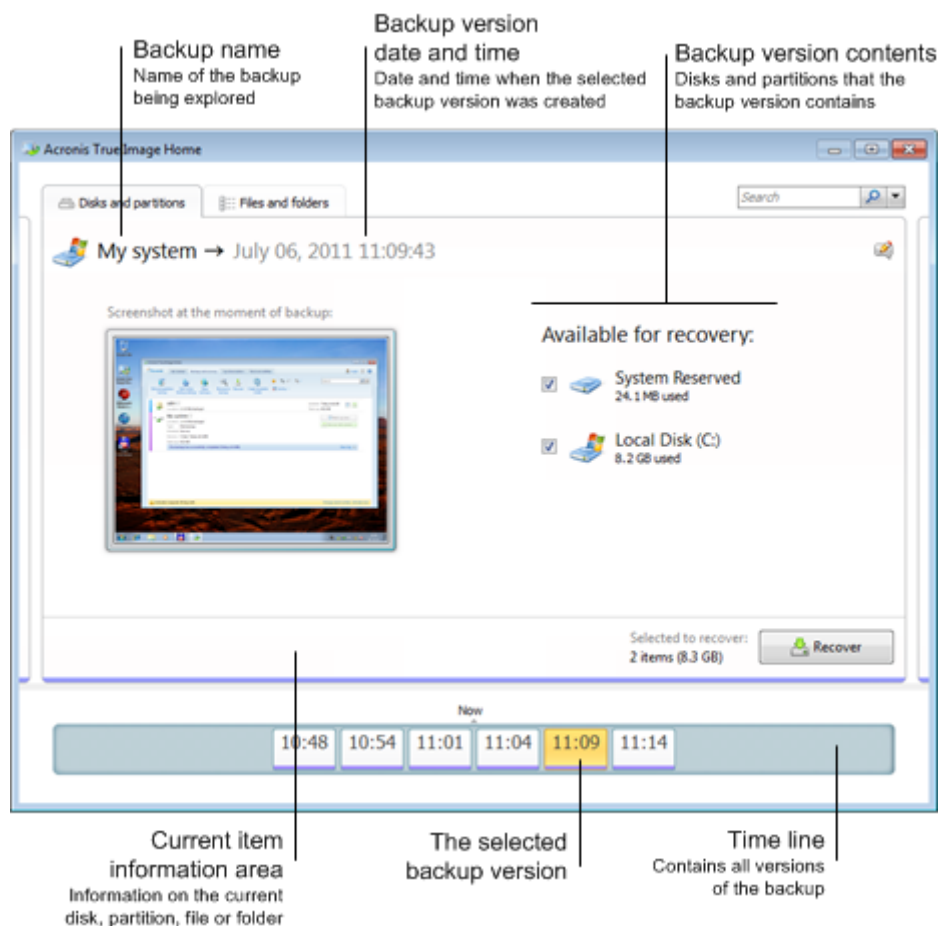 Backup name
Name of the backup
being explored
Backup version
date and time
Date and time when the selected
backup version was created
Backup version contents
Disks and partitions that the
backup version contains
Acronis True Image Home
Disks and partitions
Files and folders
Search
My system → July 06, 2011 11:09:43
Screenshot at the moment of backup:
Available for recovery:
System Reserved
24.1 MB used
Local Disk (C:)
8.2 GB used
Selected to recover:
2 items (8.3 GB)
Recover
Now
10:48 10:54 11:01 11:04 11:09 11:14
Current item
information area
Information on the current
disk, partition, file or folder
The selected
backup version
Time line
Contains all versions
of the backup